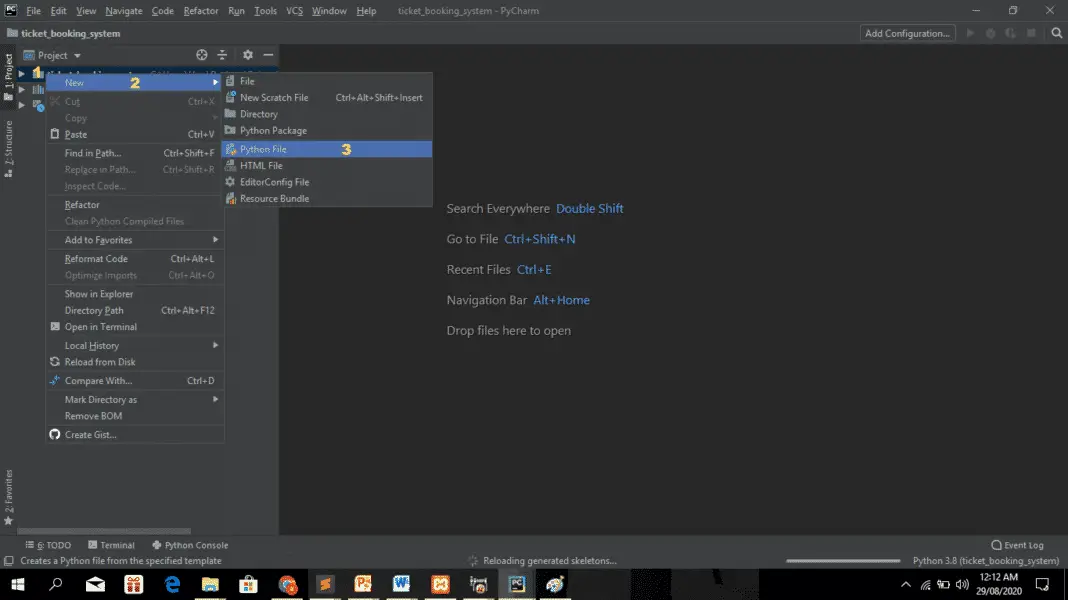 PC File Edit View Navigate Code Refactor Run Tools VCS Window Help ticket_booking_system - PyCharm
ticket_booking_system
Add Configuration...
1: Project
Project
1
New 2
Cut Ctrl+X
Copy
Paste Ctrl+V
Find in Path... Ctrl+Shift+F
Replace in Path... Ctrl+Shift+R
Inspect Code...
Refactor
Clean Python Compiled Files
Add to Favorites
Reformat Code Ctrl+Alt+L
Optimize Imports Ctrl+Alt+O
Show in Explorer
Directory Path Ctrl+Alt+F12
Open in Terminal
Local History
Reload from Disk
Compare With... Ctrl+D
Mark Directory as
Remove BOM
Create Gist...
File
New Scratch File Ctrl+Alt+Shift+Insert
Directory
Python Package
Python File 3
HTML File
EditorConfig File
Resource Bundle
Search Everywhere Double Shift
Go to File Ctrl+Shift+N
Recent Files Ctrl+E
Navigation Bar Alt+Home
Drop files here to open
7: Structure
2: Favorites
6: TODO Terminal Python Console Event Log
Creates a Python file from the specified template Reloading generated skeletons... Python 3.8 (ticket_booking_system)
12:12 AM
29/08/2020